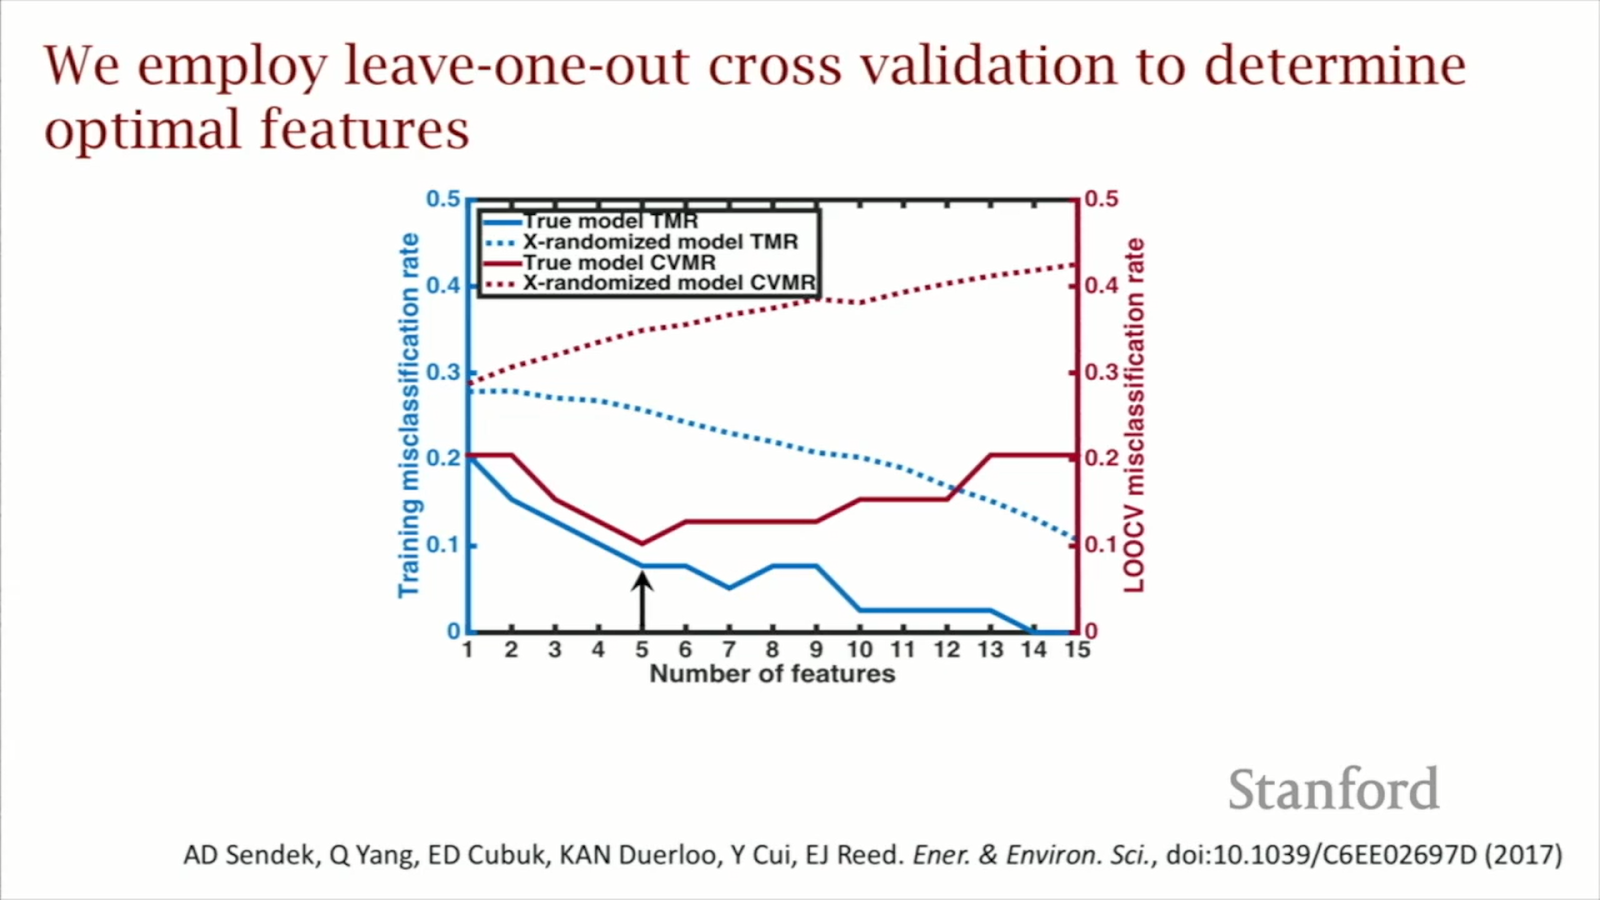 We employ leave-one-out cross validation to determine
optimal features
0.5
0.4
0.3
0.2
0.1
0
Training misclassification rate
True model TMR
X-randomized model TMR
True model CVMR
X-randomized model CVMR
0.5
0.4
0.3
0.2
0.1
0
LOOCV misclassification rate
1 2 3 4 5 6 7 8 9 10 11 12 13 14 15
Number of features
Stanford
AD Sendek, Q Yang, ED Cubuk, KAN Duerloo, Y Cui, EJ Reed. Ener. & Environ. Sci., doi:10.1039/C6EE02697D (2017)